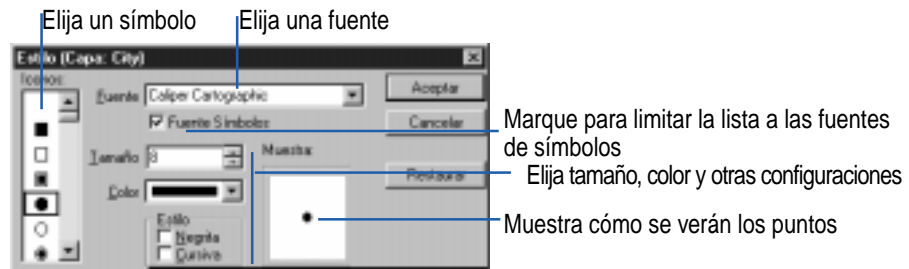 Elija un símbolo
Elija una fuente
Estilo (Capa: City)
Iconos:
Fuente Caliper Cartographic
Aceptar
Fuente Símbolos
Cancelar
Marque para limitar la lista a las fuentes
de símbolos
Tamaño 8
Muestra:
Restaurar
Elija tamaño, color y otras configuraciones
Color
Estilo
Muestra cómo se verán los puntos
Negrita
Cursiva